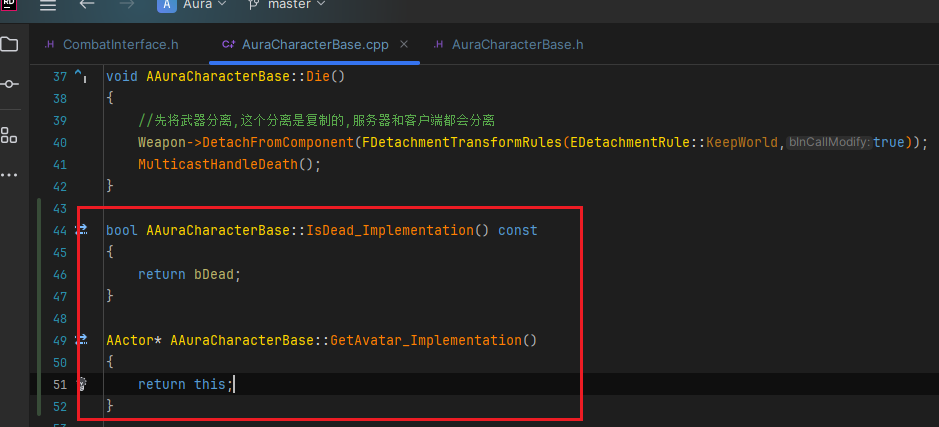 RD
A Aura master
.H CombatInterface.h C++ AuraCharacterBase.cpp × .H AuraCharacterBase.h
37 void AAuraCharacterBase::Die()
38 {
39 //先将武器分离,这个分离是复制的,服务器和客户端都会分离
40 Weapon->DetachFromComponent(FDetachmentTransformRules(EDetachmentRule::KeepWorld, bInCallModify: true));
41 MulticastHandleDeath();
42 }
43
44 bool AAuraCharacterBase::IsDead_Implementation() const
45 {
46 return bDead;
47 }
48
49 AActor* AAuraCharacterBase::GetAvatar_Implementation()
50 {
51 return this;
52 }